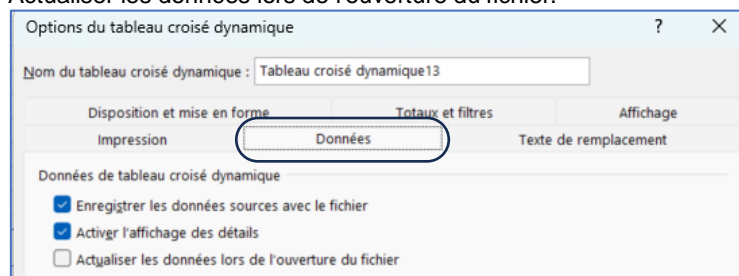 Actualiser les données lors de l'ouverture du fichier.
Options du tableau croisé dynamique ?
Nom du tableau croisé dynamique : Tableau croisé dynamique13
Disposition et mise en forme Totaux et filtres Affichage
Impression Données Texte de remplacement
Données de tableau croisé dynamique
Enregistrer les données sources avec le fichier
Activer l'affichage des détails
Actualiser les données lors de l'ouverture du fichier